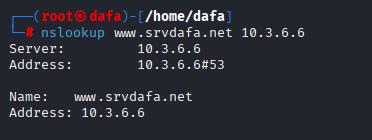 ┌──(root㉿dafa)-[/home/dafa]
└─# nslookup www.srvdafa.net 10.3.6.6
Server:         10.3.6.6
Address:        10.3.6.6#53

Name:   www.srvdafa.net
Address: 10.3.6.6